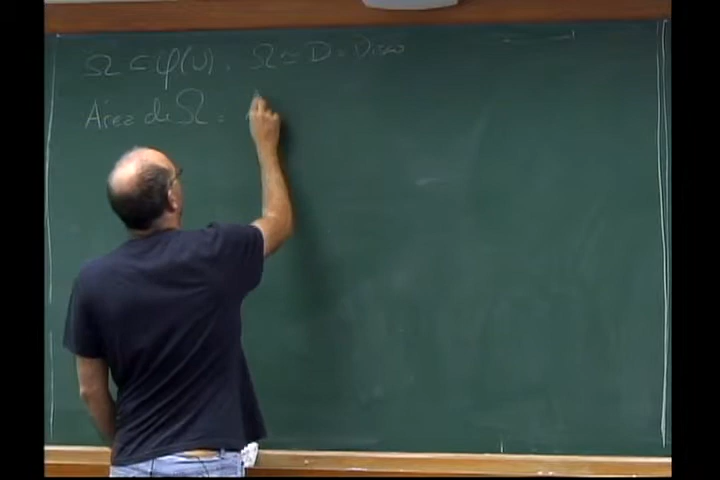 Ω ⊂ φ(U). Ω ≃ D = Disco
Área de Ω =